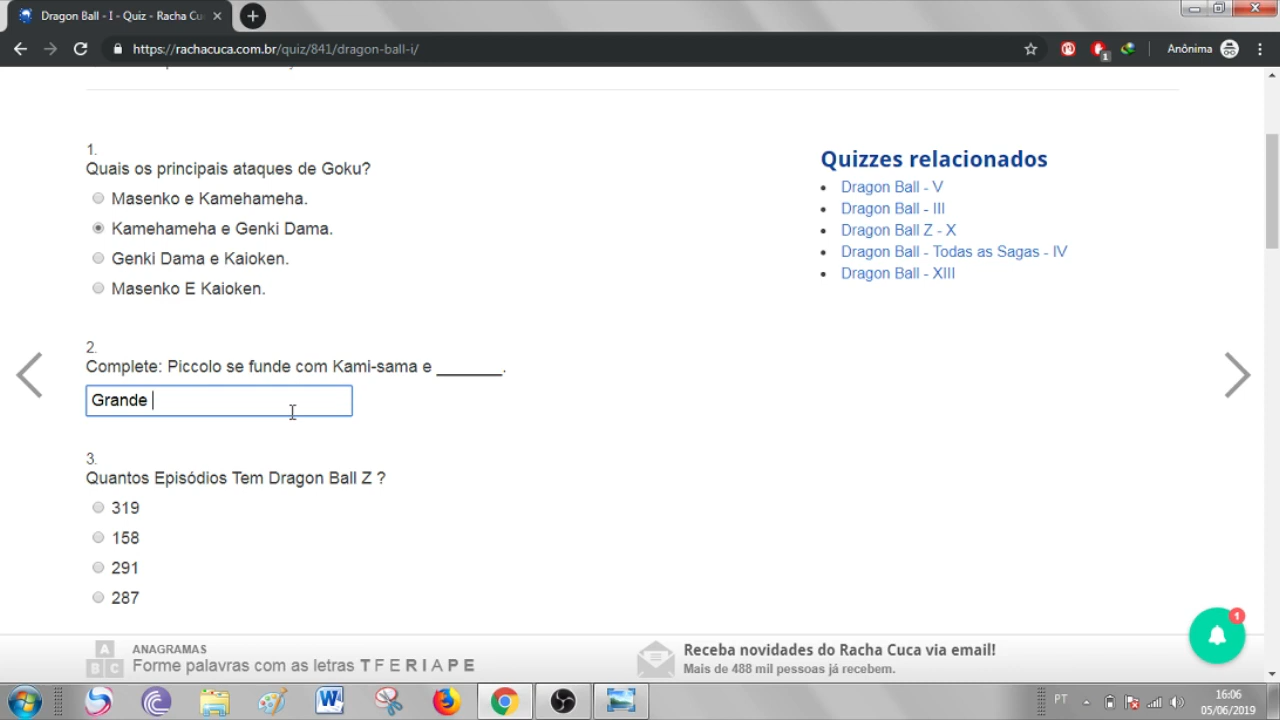 Dragon Ball - I - Quiz - Racha Cu
https://rachacuca.com.br/quiz/841/dragon-ball-i/
1
Anônima
1.
Quais os principais ataques de Goku?
Masenko e Kamehameha.
Kamehameha e Genki Dama.
Genki Dama e Kaioken.
Masenko E Kaioken.
Quizzes relacionados
Dragon Ball - V
Dragon Ball - III
Dragon Ball Z - X
Dragon Ball - Todas as Sagas - IV
Dragon Ball - XIII
2.
Complete: Piccolo se funde com Kami-sama e _______.
Grande
3.
Quantos Episódios Tem Dragon Ball Z ?
319
158
291
287
1
A
B C
ANAGRAMAS
Forme palavras com as letras T F E R I A P E
Receba novidades do Racha Cuca via email!
Mais de 488 mil pessoas já recebem.
W
PT
16:06
05/06/2019